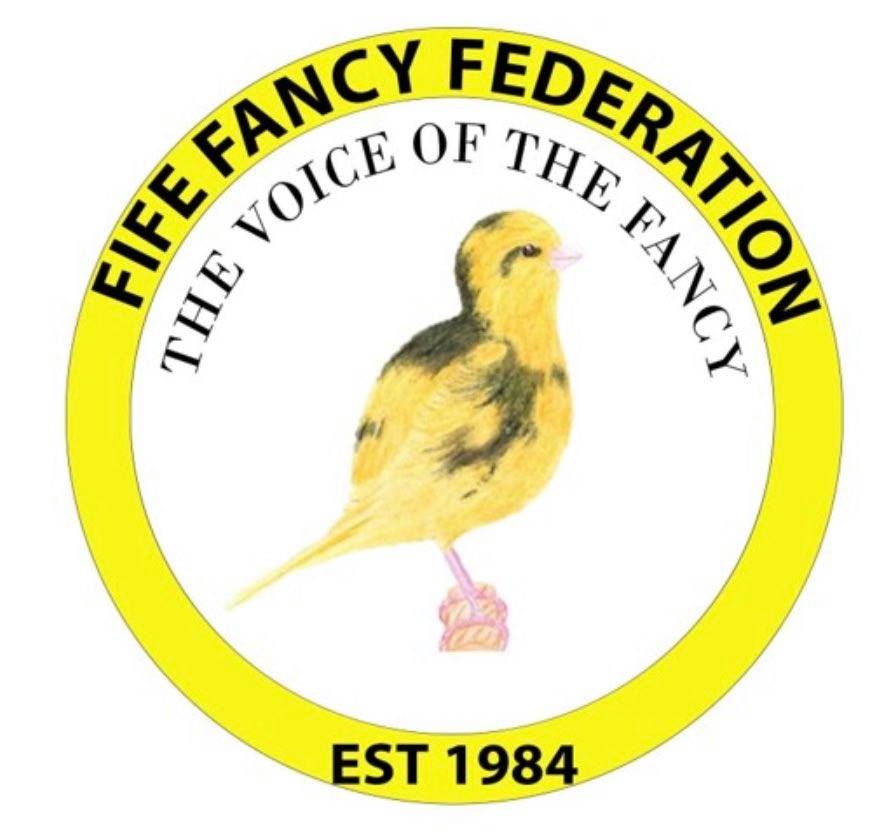 FIFE FANCY FEDERATION
THE VOICE OF THE FANCY
EST 1984